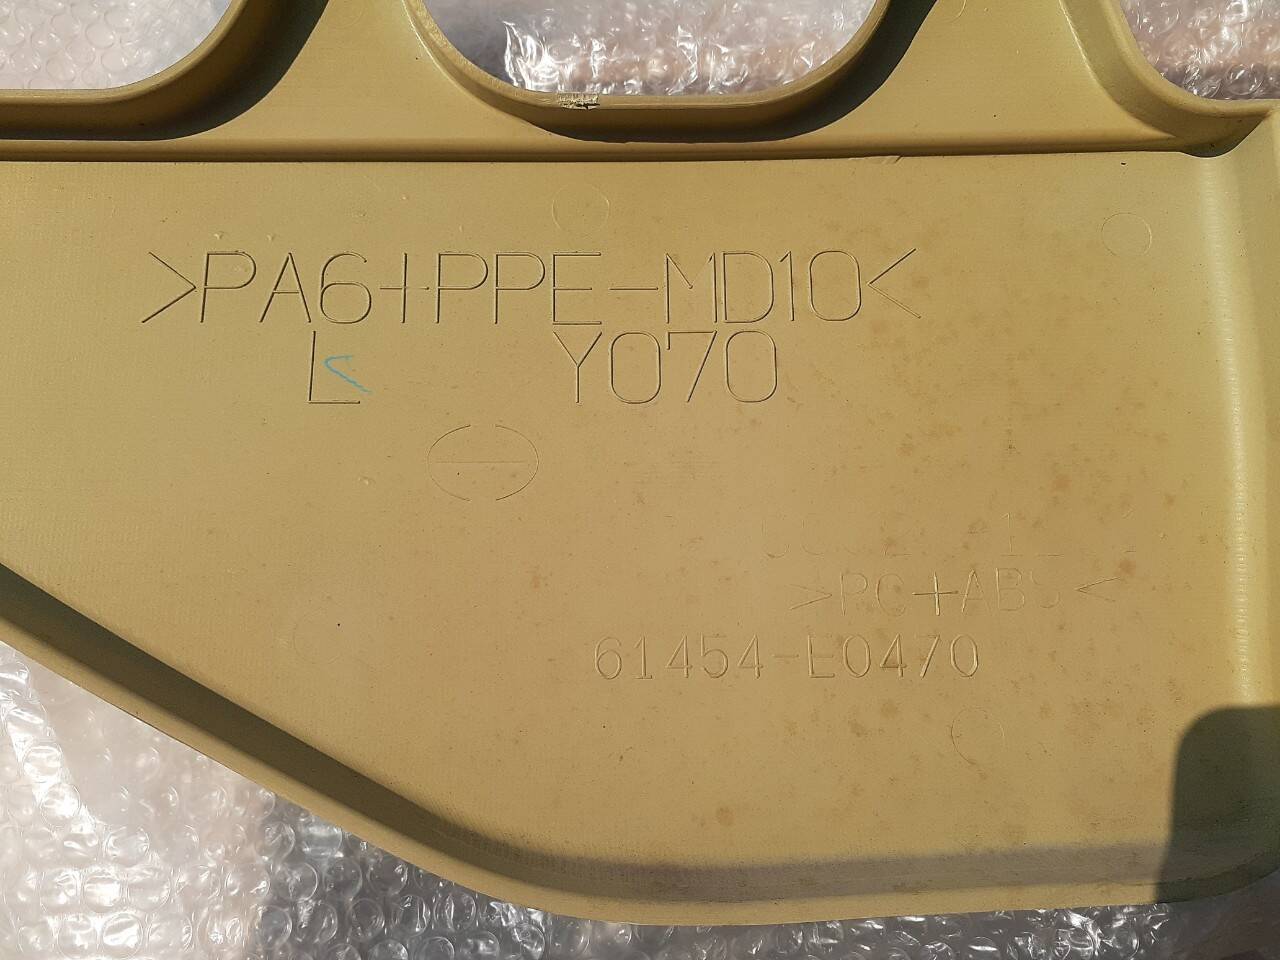 >PA6+PPE-MD10<
L Y070
>PC+ABS<
61454-E0470